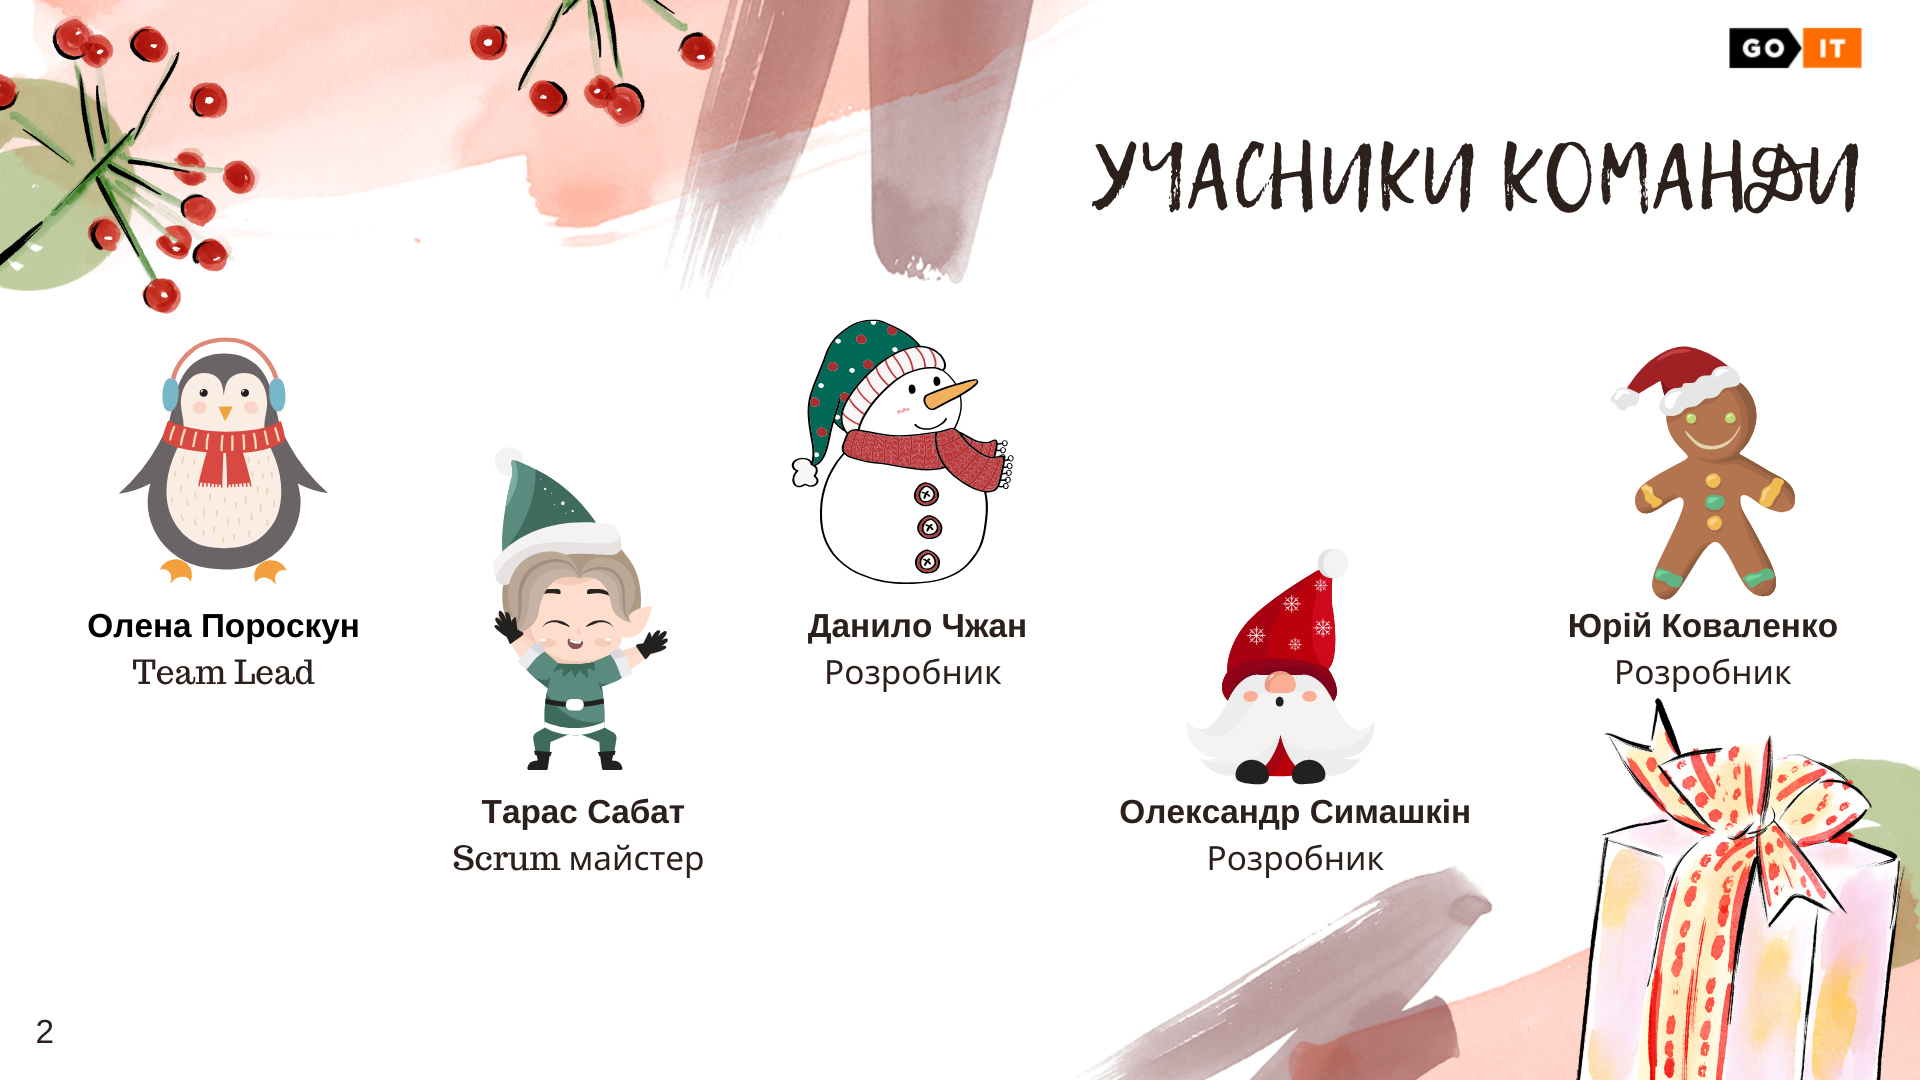 GO IT
УЧАСНИКИ КОМАНДИ
Олена Пороскун
Team Lead
Тарас Сабат
Scrum майстер
Данило Чжан
Розробник
Олександр Симашкін
Розробник
Юрій Коваленко
Розробник
2